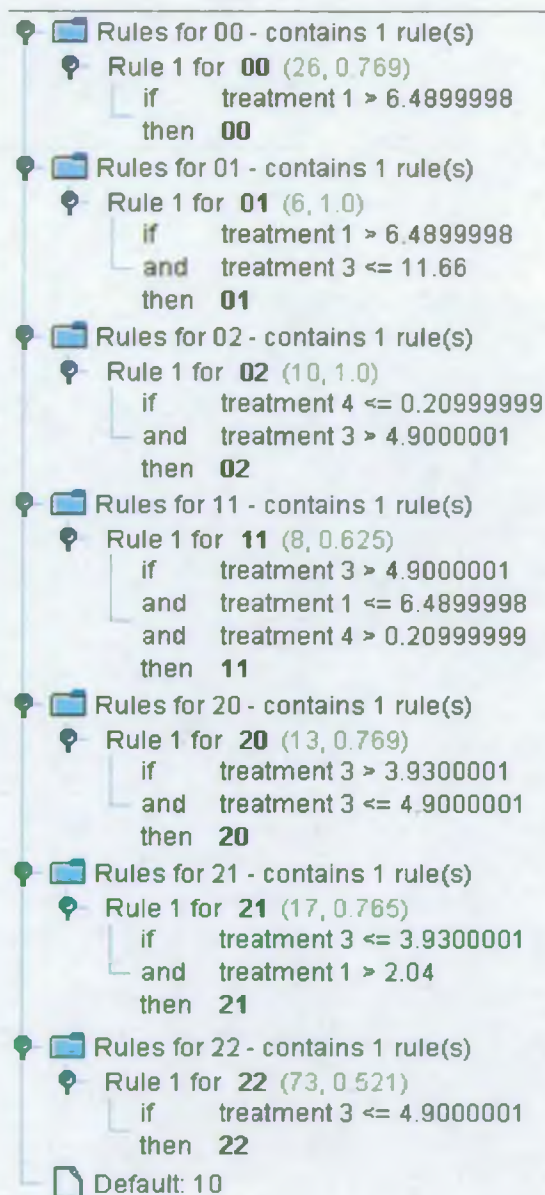 Rules for 00 - contains 1 rule(s)
Rule 1 for 00 (26, 0.769)
if treatment 1 > 6.4899998
then 00
Rules for 01 - contains 1 rule(s)
Rule 1 for 01 (6, 1.0)
if treatment 1 > 6.4899998
and treatment 3 <= 11.66
then 01
Rules for 02 - contains 1 rule(s)
Rule 1 for 02 (10, 1.0)
if treatment 4 <= 0.20999999
and treatment 3 > 4.9000001
then 02
Rules for 11 - contains 1 rule(s)
Rule 1 for 11 (8, 0.625)
if treatment 3 > 4.9000001
and treatment 1 <= 6.4899998
and treatment 4 > 0.20999999
then 11
Rules for 20 - contains 1 rule(s)
Rule 1 for 20 (13, 0.769)
if treatment 3 > 3.9300001
and treatment 3 <= 4.9000001
then 20
Rules for 21 - contains 1 rule(s)
Rule 1 for 21 (17, 0.765)
if treatment 3 <= 3.9300001
and treatment 1 > 2.04
then 21
Rules for 22 - contains 1 rule(s)
Rule 1 for 22 (73, 0.521)
if treatment 3 <= 4.9000001
then 22
Default: 10